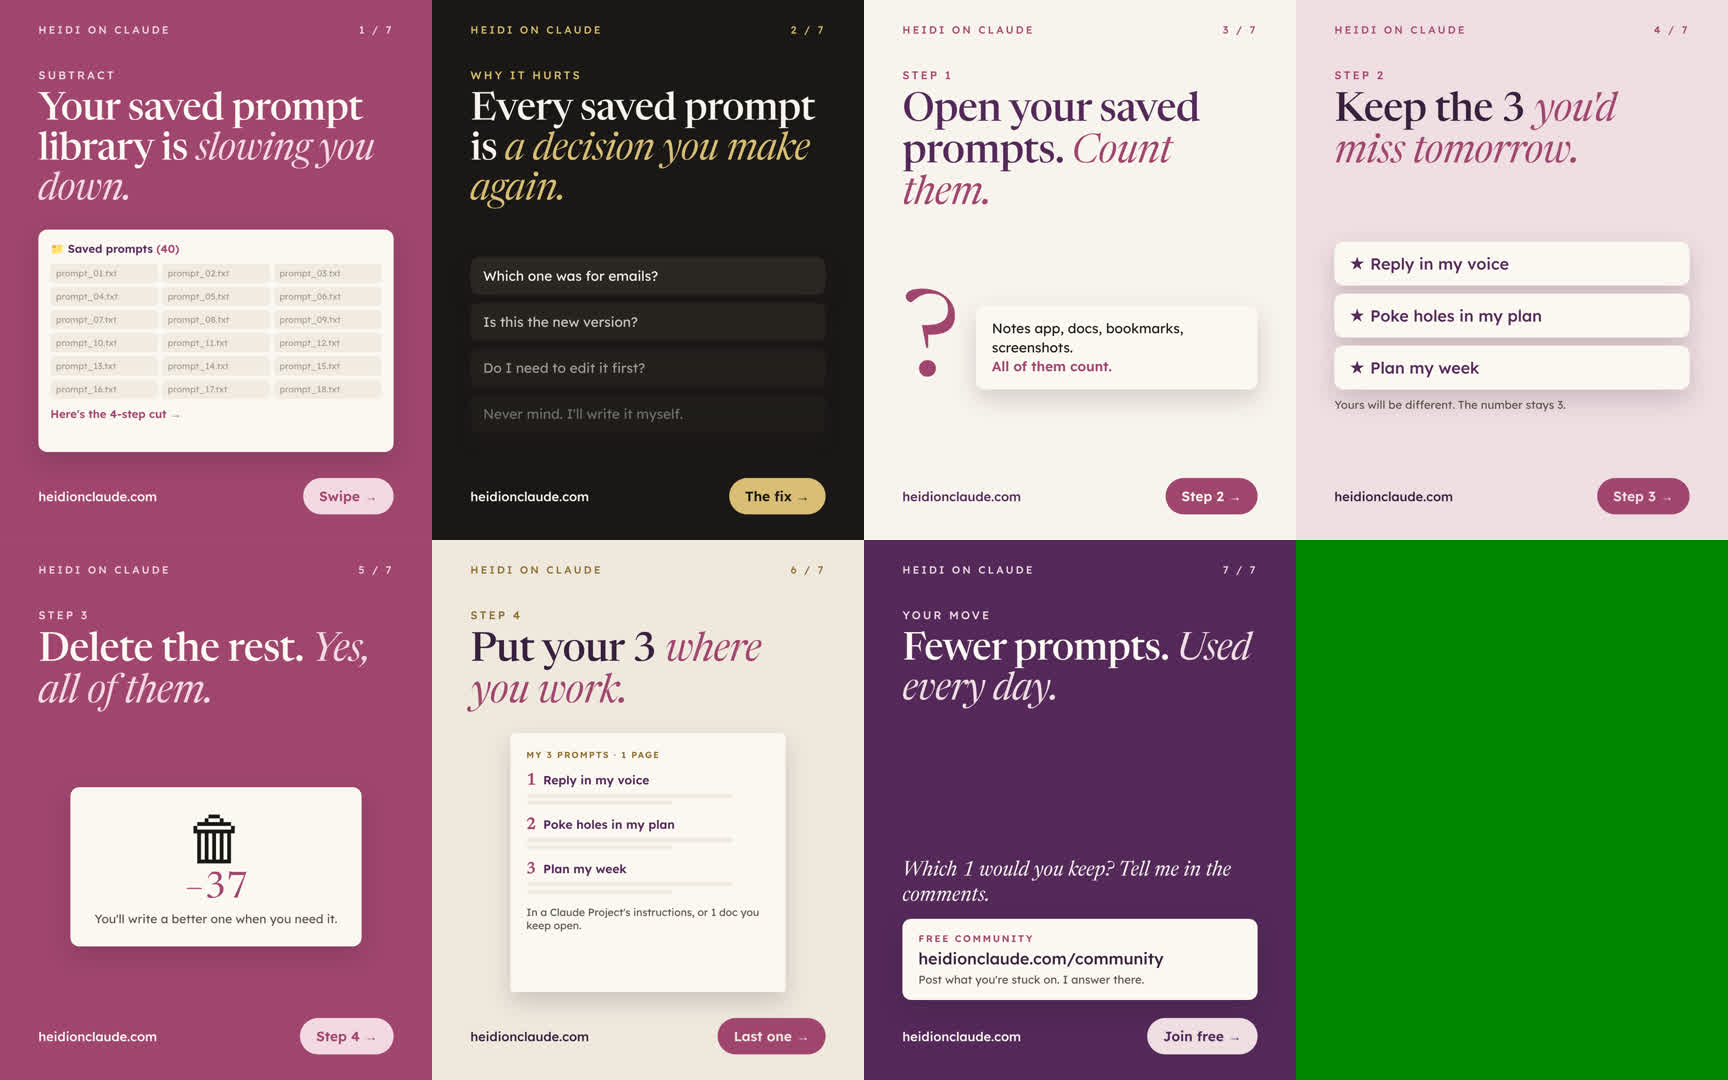 HEIDI ON CLAUDE
1 / 7
SUBTRACT
Your saved prompt
library is slowing you
down.
📁 Saved prompts (40)
prompt_01.txt
prompt_02.txt
prompt_03.txt
prompt_04.txt
prompt_05.txt
prompt_06.txt
prompt_07.txt
prompt_08.txt
prompt_09.txt
prompt_10.txt
prompt_11.txt
prompt_12.txt
prompt_13.txt
prompt_14.txt
prompt_15.txt
prompt_16.txt
prompt_17.txt
prompt_18.txt
Here's the 4-step cut →
heidionclaude.com
Swipe →
HEIDI ON CLAUDE
2 / 7
WHY IT HURTS
Every saved prompt
is a decision you make
again.
Which one was for emails?
Is this the new version?
Do I need to edit it first?
Never mind. I'll write it myself.
heidionclaude.com
The fix →
HEIDI ON CLAUDE
3 / 7
STEP 1
Open your saved
prompts. Count
them.
?
Notes app, docs, bookmarks,
screenshots.
All of them count.
heidionclaude.com
Step 2 →
HEIDI ON CLAUDE
4 / 7
STEP 2
Keep the 3 you'd
miss tomorrow.
★ Reply in my voice
★ Poke holes in my plan
★ Plan my week
Yours will be different. The number stays 3.
heidionclaude.com
Step 3 →
HEIDI ON CLAUDE
5 / 7
STEP 3
Delete the rest. Yes,
all of them.
–37
You'll write a better one when you need it.
heidionclaude.com
Step 4 →
HEIDI ON CLAUDE
6 / 7
STEP 4
Put your 3 where
you work.
MY 3 PROMPTS · 1 PAGE
1 Reply in my voice
2 Poke holes in my plan
3 Plan my week
In a Claude Project's instructions, or 1 doc you
keep open.
heidionclaude.com
Last one →
HEIDI ON CLAUDE
7 / 7
YOUR MOVE
Fewer prompts. Used
every day.
Which 1 would you keep? Tell me in the
comments.
FREE COMMUNITY
heidionclaude.com/community
Post what you're stuck on. I answer there.
heidionclaude.com
Join free →